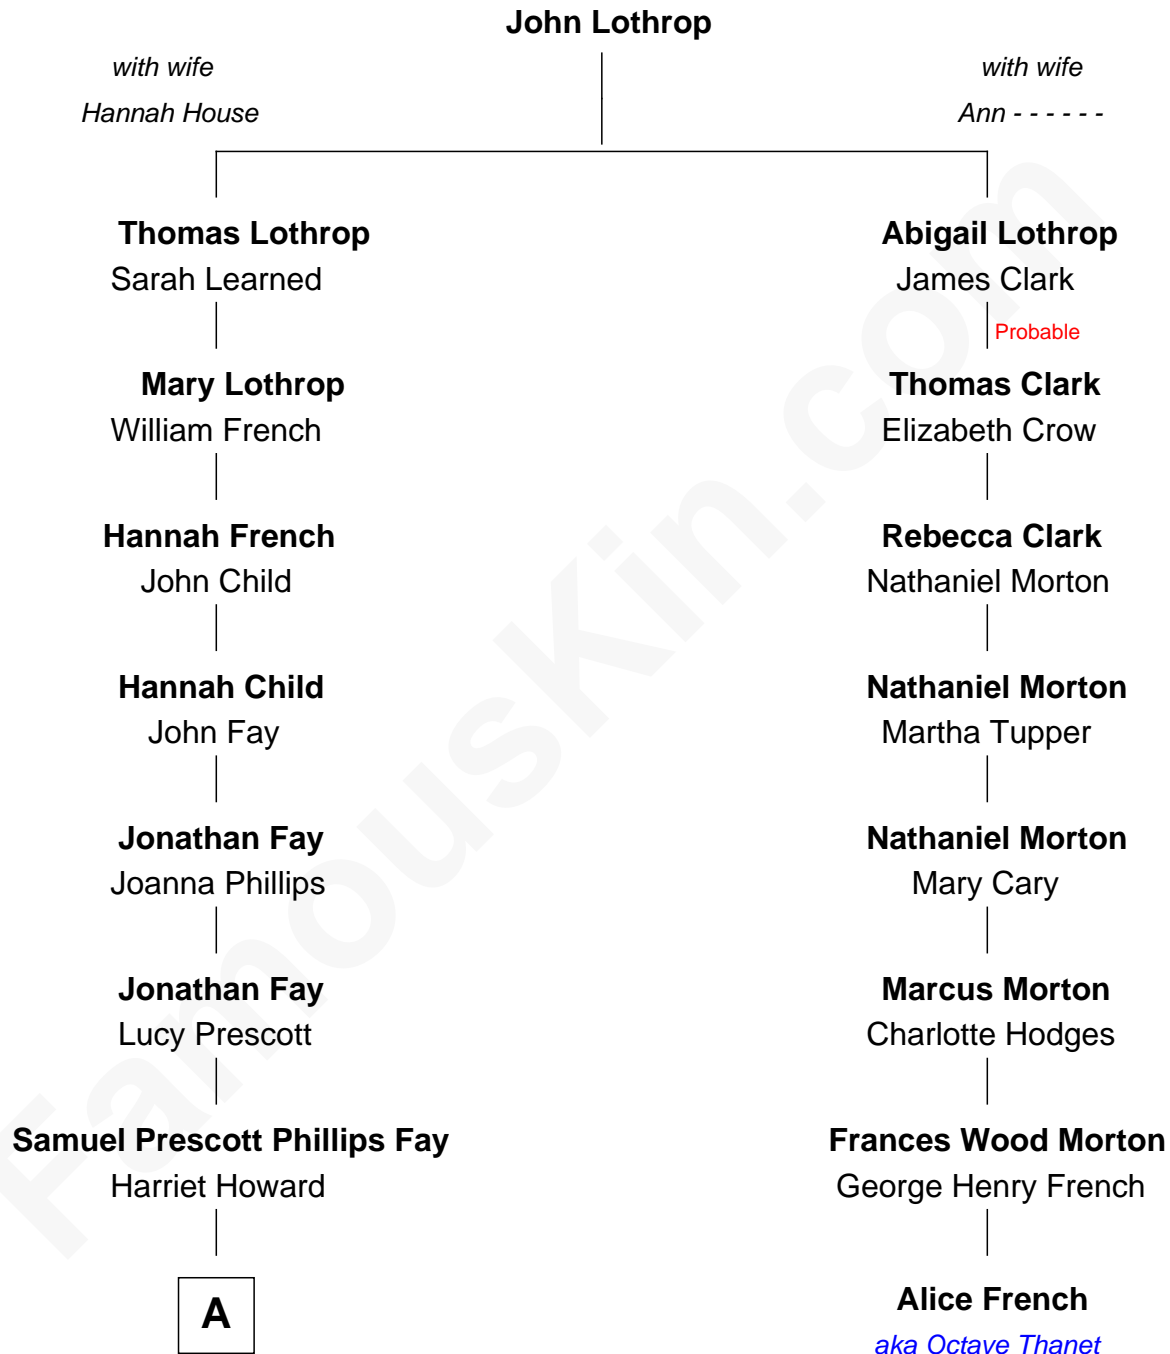 John Lothrop
with wife
Hannah House
with wife
Ann - - - - - -
Thomas Lothrop
Sarah Learned
Abigail Lothrop
James Clark
Probable
Mary Lothrop
William French
Thomas Clark
Elizabeth Crow
Hannah French
John Child
Rebecca Clark
Nathaniel Morton
Hannah Child
John Fay
Nathaniel Morton
Martha Tupper
Jonathan Fay
Joanna Phillips
Nathaniel Morton
Mary Cary
Jonathan Fay
Lucy Prescott
Marcus Morton
Charlotte Hodges
Samuel Prescott Phillips Fay
Harriet Howard
Frances Wood Morton
George Henry French
A
Alice French
aka Octave Thanet
FamousKin.com